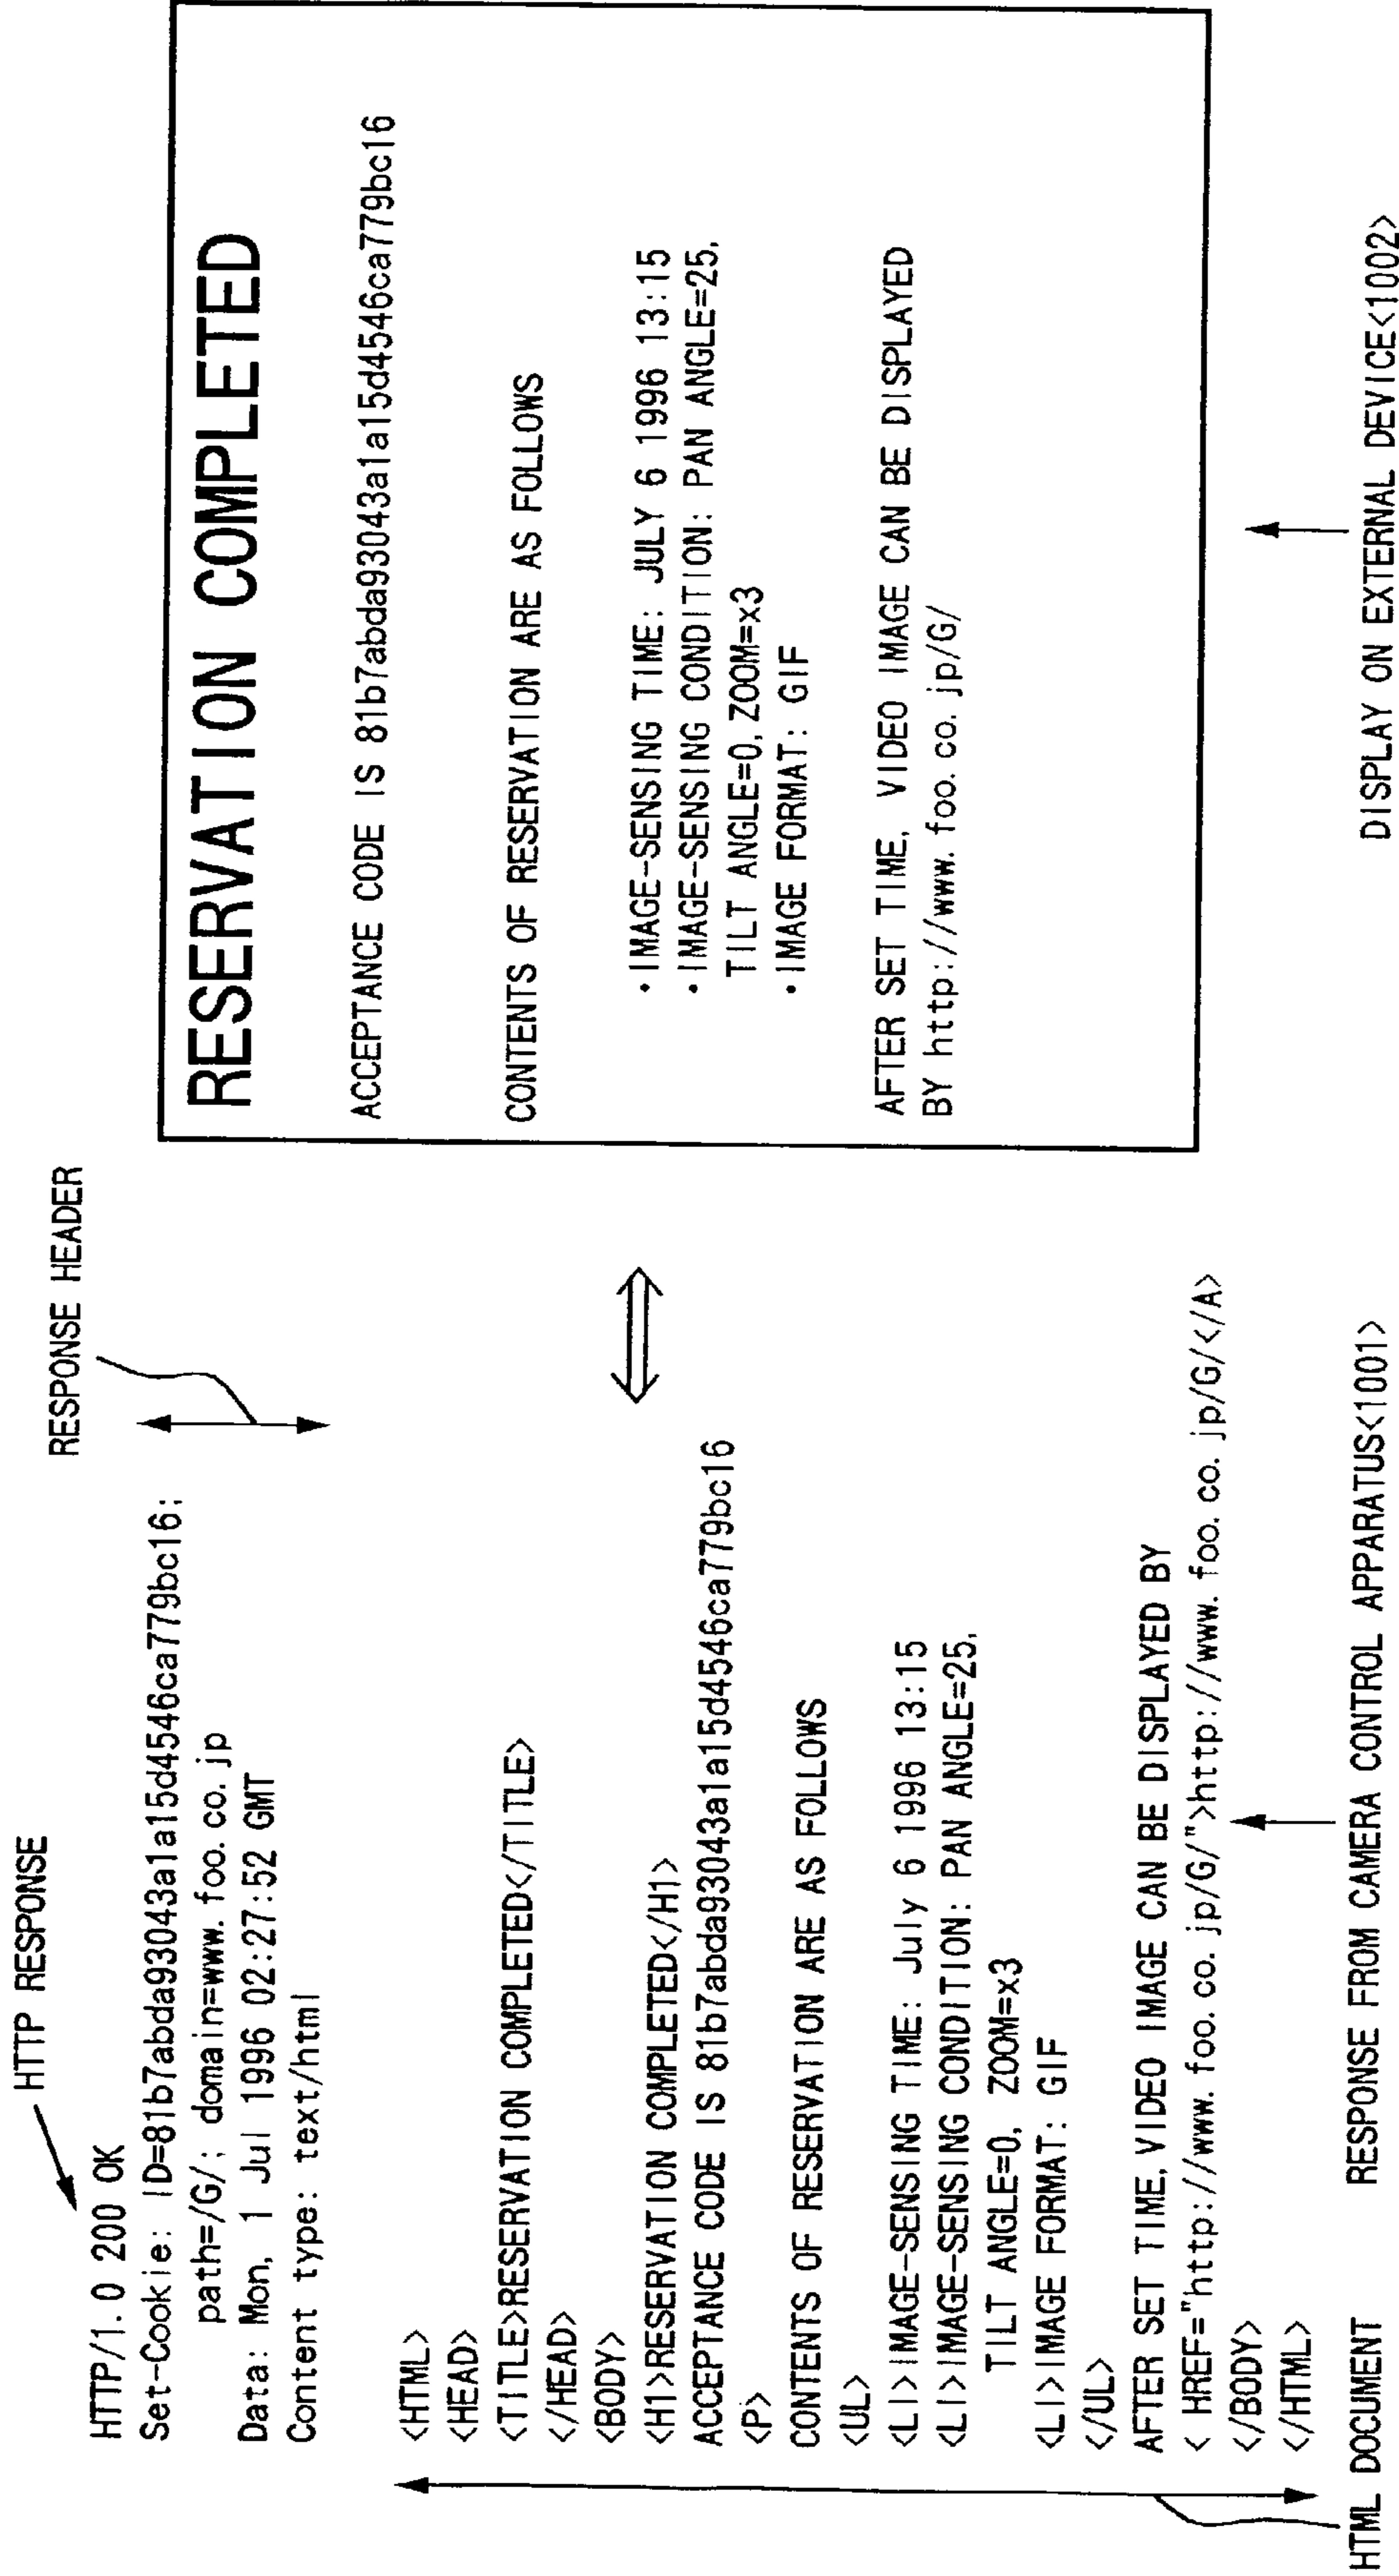 HTTP RESPONSE
RESPONSE HEADER
HTTP/1.0 200 OK
Set-Cookie: ID=81b7abda93043a1a15d4546ca779bc16;
path=/G/; domain=www.foo.co.jp
Data: Mon, 1 Jul 1996 02:27:52 GMT
Content type: text/html
<HTML>
<HEAD>
<TITLE>RESERVATION COMPLETED</TITLE>
</HEAD>
<BODY>
<H1>RESERVATION COMPLETED</H1>
ACCEPTANCE CODE IS 81b7abda93043a1a15d4546ca779bc16
<P>
CONTENTS OF RESERVATION ARE AS FOLLOWS
<UL>
<LI>IMAGE-SENSING TIME: July 6 1996 13:15
<LI>IMAGE-SENSING CONDITION: PAN ANGLE=25,
TILT ANGLE=0, ZOOM=x3
<LI>IMAGE FORMAT: GIF
</UL>
AFTER SET TIME, VIDEO IMAGE CAN BE DISPLAYED BY
< HREF="http://www.foo.co.jp/G/">http://www.foo.co.jp/G/</A>
</BODY>
</HTML>
HTML DOCUMENT
RESPONSE FROM CAMERA CONTROL APPARATUS<1001>
RESERVATION COMPLETED
ACCEPTANCE CODE IS 81b7abda93043a1a15d4546ca779bc16
CONTENTS OF RESERVATION ARE AS FOLLOWS
・IMAGE-SENSING TIME: JULY 6 1996 13:15
・IMAGE-SENSING CONDITION: PAN ANGLE=25,
TILT ANGLE=0, ZOOM=x3
・IMAGE FORMAT: GIF
AFTER SET TIME, VIDEO IMAGE CAN BE DISPLAYED
BY http://www.foo.co.jp/G/
DISPLAY ON EXTERNAL DEVICE<1002>